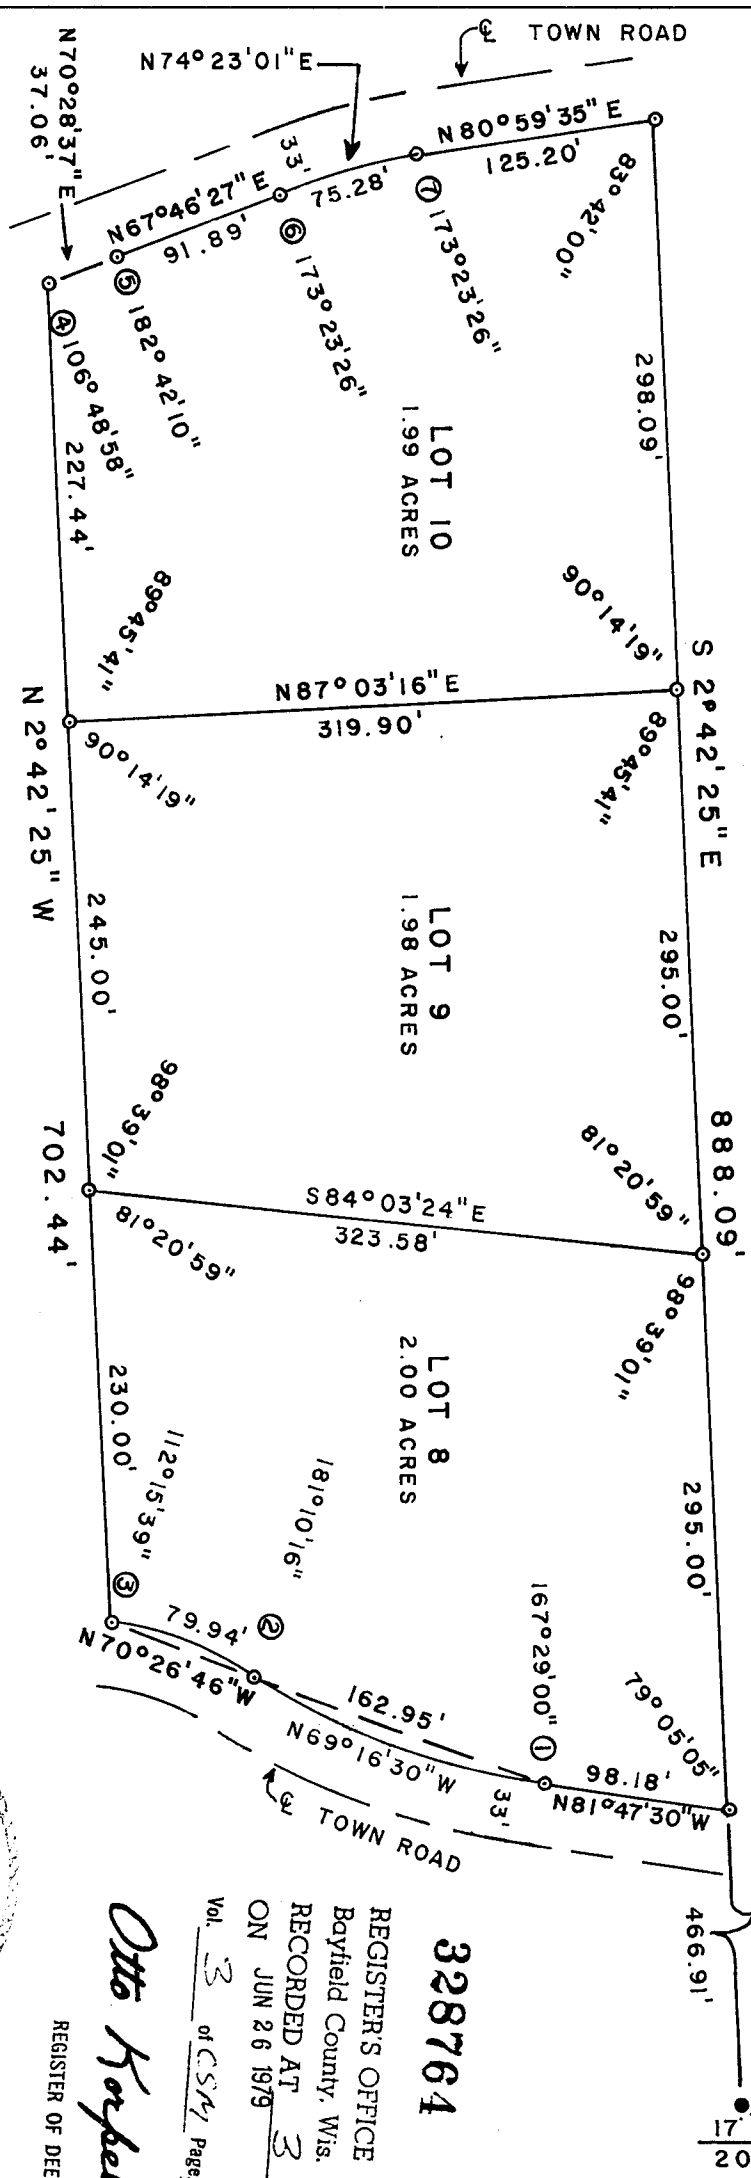 ℄ TOWN ROAD
N74°23'01"E
N70°28'37"E
37.06'
N80°59'35"E
125.20'
83°42'00"
33'
75.28'
N67°46'27"E
91.89'
⑦ 173°23'26"
⑥ 173°23'26"
⑤ 182°42'10"
④ 106°48'58"
298.09'
227.44'
LOT 10
1.99 ACRES
89°45'41"
90°14'19"
N87°03'16"E
319.90'
S 2°42'25"E
N 2°42'25"W
90°14'19"
89°45'41"
LOT 9
1.98 ACRES
295.00'
245.00'
888.09'
702.44'
98°39'01"
81°20'59"
S84°03'24"E
323.58'
81°20'59"
98°39'01"
LOT 8
2.00 ACRES
295.00'
230.00'
112°15'39"
③
181°10'16"
②
167°29'00" ①
79°05'05"
79.94'
N70°26'46"W
162.95'
N69°16'30"W
98.18'
N81°47'30"W
33'
℄ TOWN ROAD
466.91'
17
20
328764
REGISTER'S OFFICE
Bayfield County, Wis.
RECORDED AT 3
ON JUN 26 1979
Vol. 3 of CSM Page
Otto
REGISTER OF DEE